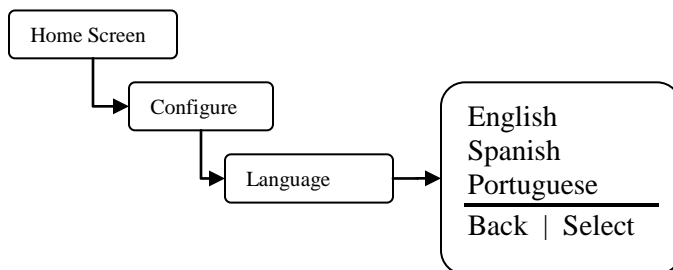 Home Screen
Configure
Language
English
Spanish
Portuguese
Back | Select